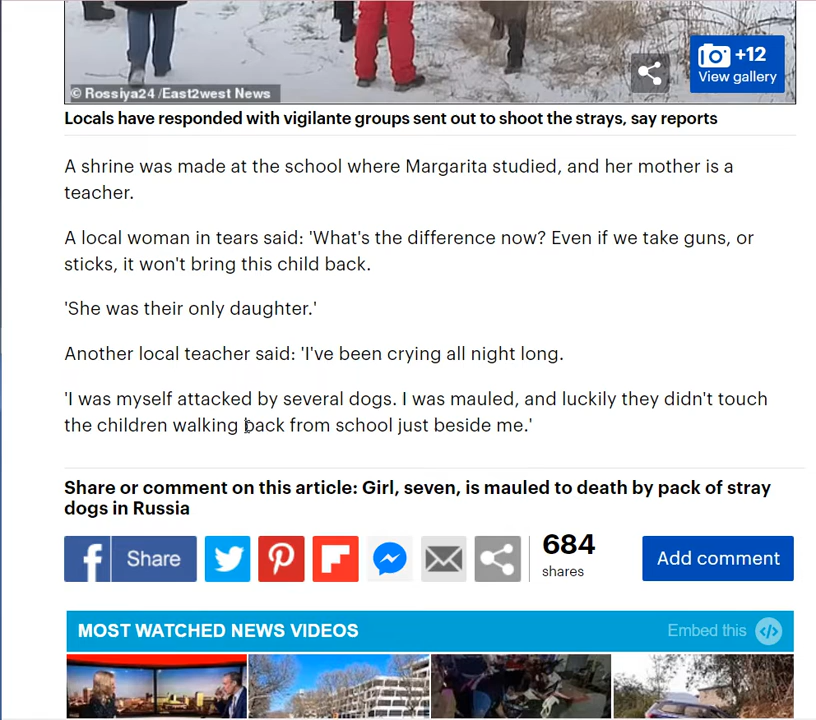 +12
View gallery
© Rossiya24 /East2west News
Locals have responded with vigilante groups sent out to shoot the strays, say reports
A shrine was made at the school where Margarita studied, and her mother is a
teacher.
A local woman in tears said: 'What's the difference now? Even if we take guns, or
sticks, it won't bring this child back.
'She was their only daughter.'
Another local teacher said: 'I've been crying all night long.
'I was myself attacked by several dogs. I was mauled, and luckily they didn't touch
the children walking back from school just beside me.'
Share or comment on this article: Girl, seven, is mauled to death by pack of stray
dogs in Russia
Share
684
shares
Add comment
MOST WATCHED NEWS VIDEOS
Embed this